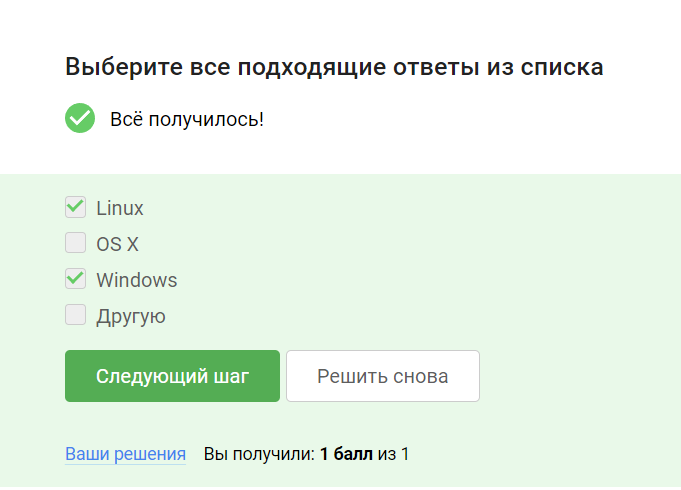 Выберите все подходящие ответы из списка
Всё получилось!
Linux
OS X
Windows
Другую
Следующий шаг Решить снова
Ваши решения Вы получили: 1 балл из 1